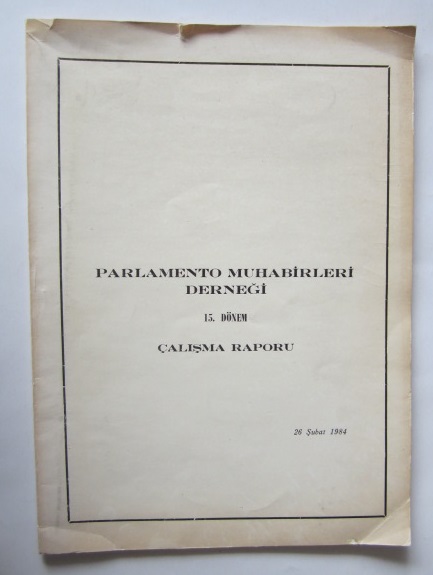 PARLAMENTO MUHABİRLERİ
DERNEĞİ
15. DÖNEM
ÇALIŞMA RAPORU
26 Şubat 1984